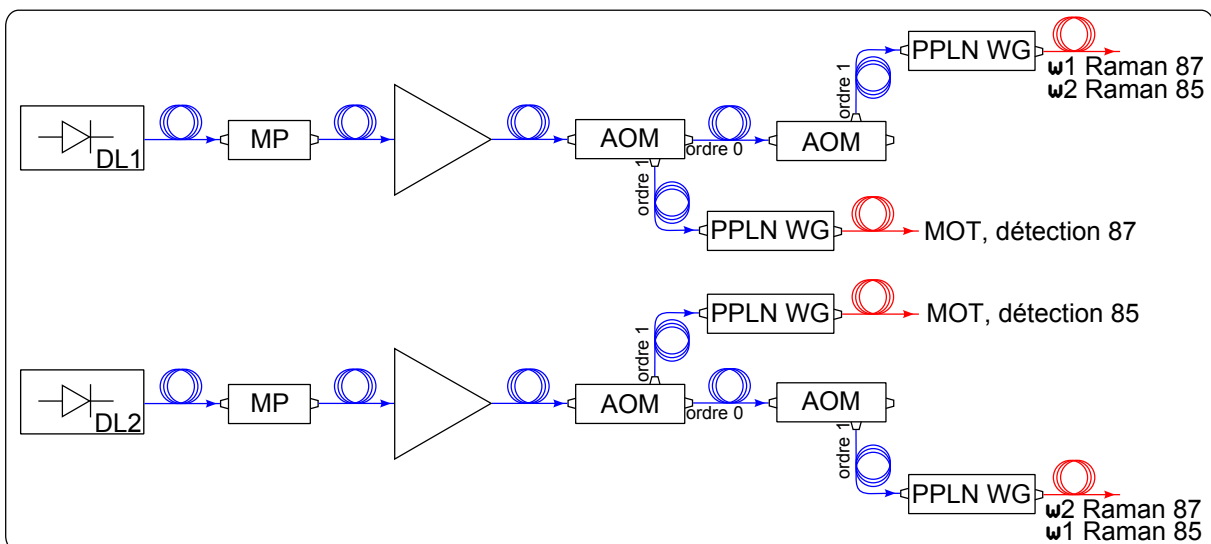 PPLN WG
ω1 Raman 87
ω2 Raman 85
ordre 1
DL1
MP
AOM
ordre 0
AOM
ordre 1
PPLN WG
MOT, détection 87
PPLN WG
MOT, détection 85
ordre 1
DL2
MP
AOM
ordre 0
AOM
ordre 1
PPLN WG
ω2 Raman 87
ω1 Raman 85